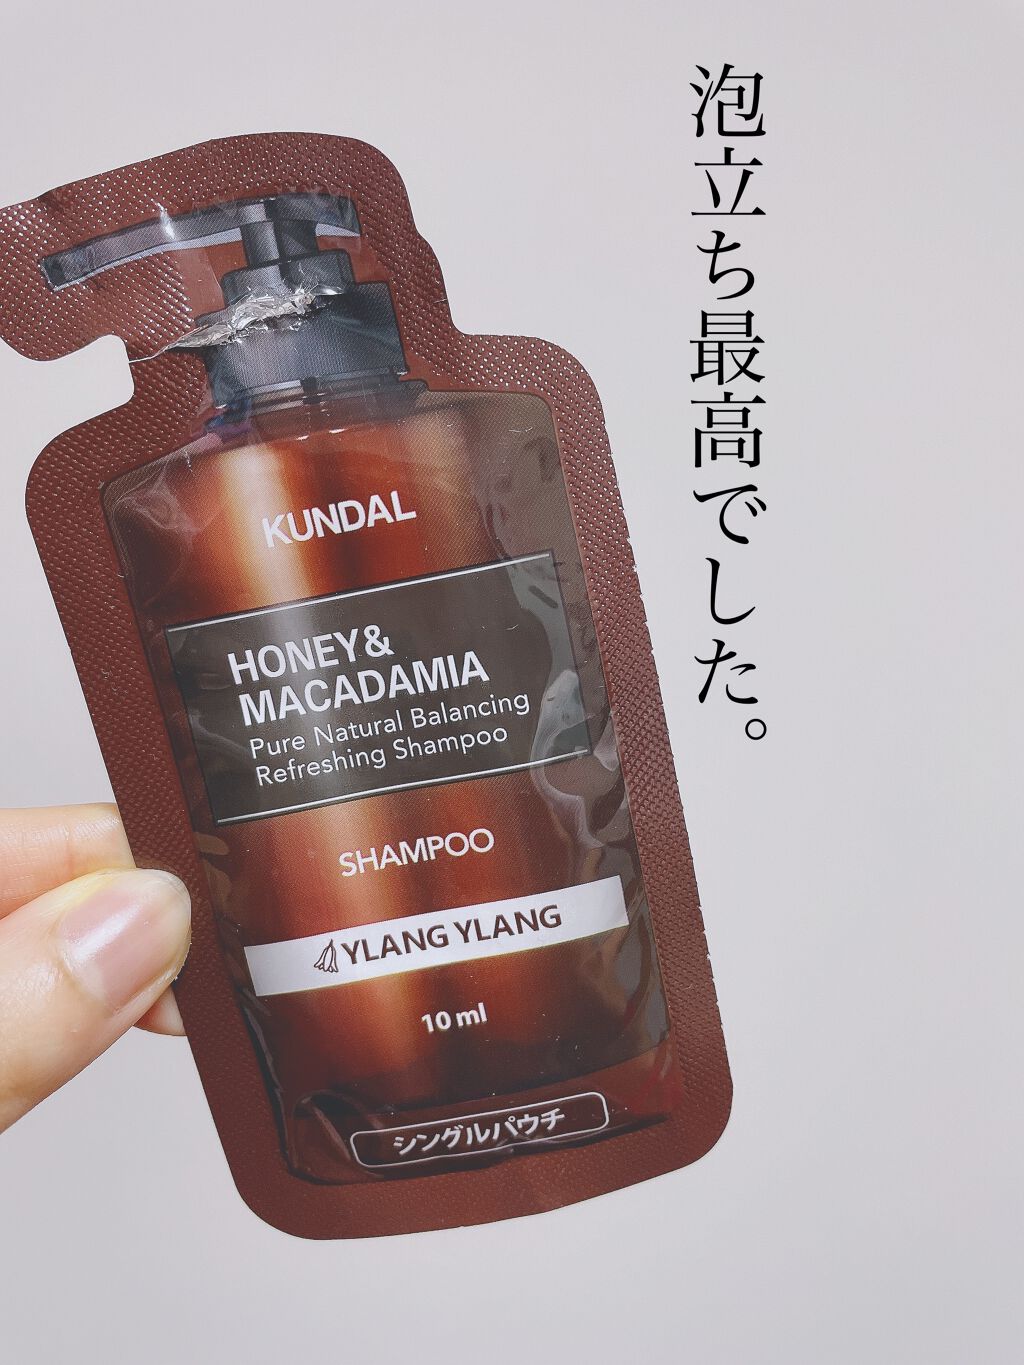 泡立ち最高でした。
KUNDAL
HONEY&
MACADAMIA
Pure Natural Balancing
Refreshing Shampoo
SHAMPOO
YLANG YLANG
10 ml
シングルパウチ